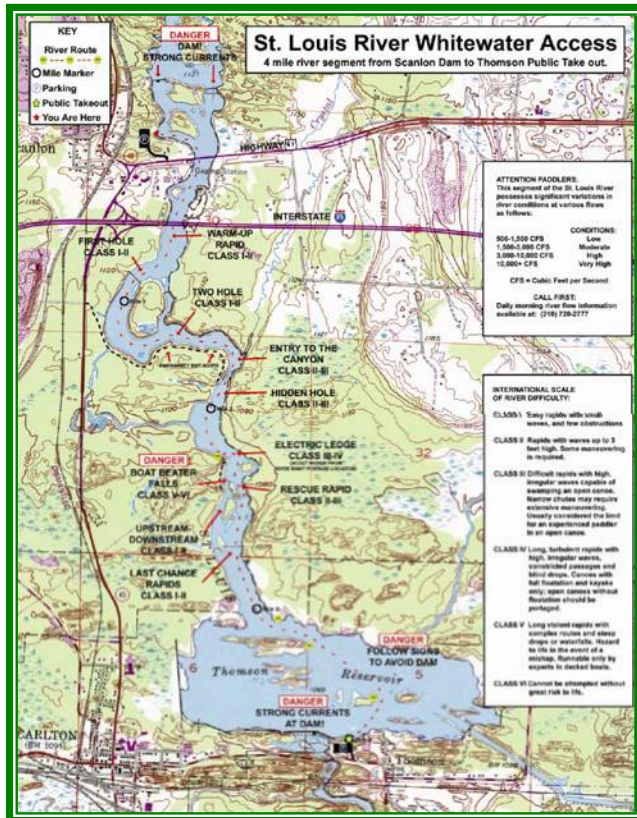 KEY
River Route
Mile Marker
Parking
Public Takeout
You Are Here
DANGER
DAM!
STRONG CURRENTS
St. Louis River Whitewater Access
4 mile river segment from Scanlon Dam to Thomson Public Take out.
HIGHWAY
INTERSTATE
35
ATTENTION PADDLERS:
This segment of the St. Louis River
possesses significant variations in
river conditions at various flows
as follows:
CONDITIONS:
500-1,500 CFS Low
1,500-3,000 CFS Moderate
3,000-10,000 CFS High
10,000+ CFS Very High
CFS = Cubic Feet per Second
CALL FIRST:
Daily morning river flow information
available at: (218) 720-2777
WARM-UP
RAPID
CLASS I-II
FIRST HOLE
CLASS I-II
TWO HOLE
CLASS I-II
ENTRY TO THE
CANYON
CLASS II-III
HIDDEN HOLE
CLASS II-III
ELECTRIC LEDGE
CLASS III-IV
DANGER
BOAT BEATER
FALLS
CLASS V-VI
RESCUE RAPID
CLASS II-III
UPSTREAM-
DOWNSTREAM
CLASS I-II
LAST CHANCE
RAPIDS
CLASS I-II
INTERNATIONAL SCALE
OF RIVER DIFFICULTY:
CLASS I Easy rapids with small
waves, and few obstructions
CLASS II Rapids with waves up to 3
feet high. Some maneuvering
is required.
CLASS III Difficult rapids with high,
irregular waves capable of
swamping an open canoe.
Narrow chutes may require
extensive maneuvering.
Usually considered the limit
for an experienced paddler
in an open canoe.
CLASS IV Long, turbulent rapids with
high, irregular waves,
constricted passages and
blind drops. Canoes with
full floatation and kayaks
only; open canoes without
floatation should be
portaged.
CLASS V Long violent rapids with
complex routes and steep
drops or waterfalls. Hazard
to life in the event of a
mishap. Runnable only by
experts in decked boats.
CLASS VI Cannot be attempted without
great risk to life.
DANGER
FOLLOW SIGNS
TO AVOID DAM
Thomson Reservoir
6
5
32
DANGER
STRONG CURRENTS
AT DAM!
Thomson